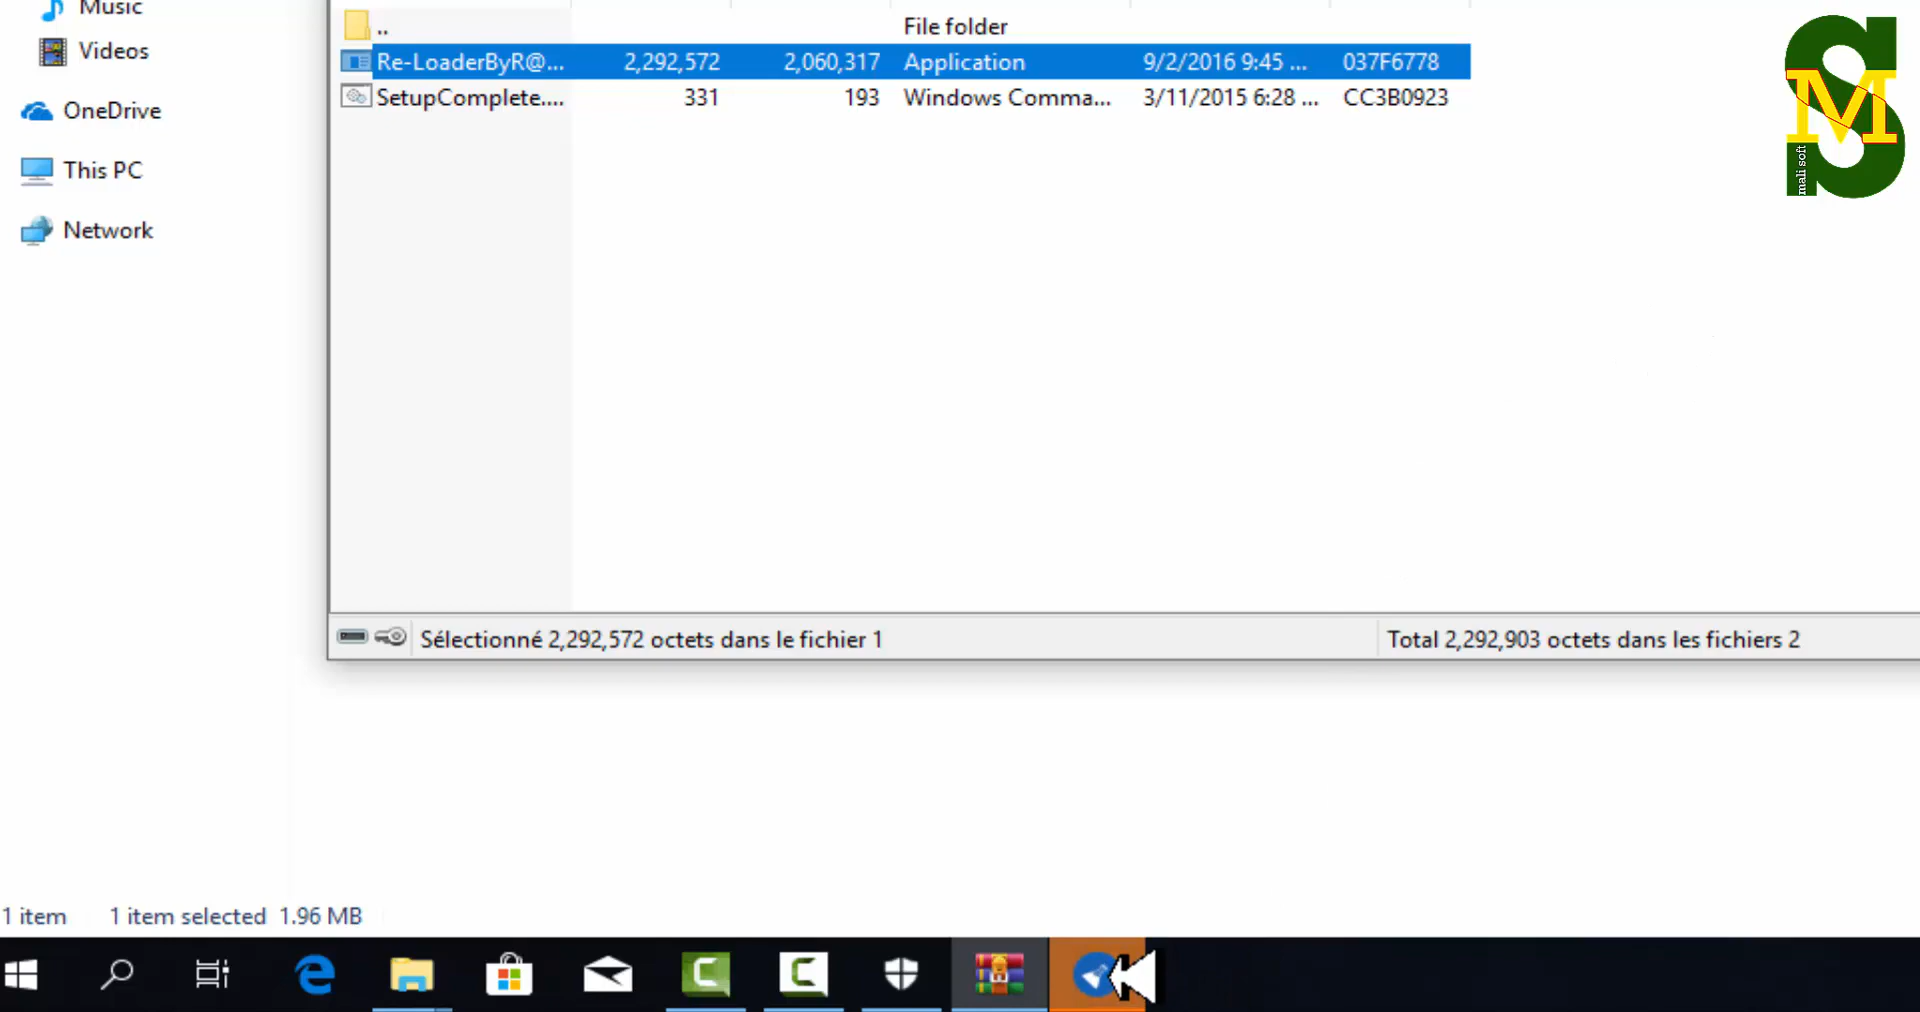 Music
Videos
OneDrive
This PC
Network
.. File folder
Re-LoaderByR@... 2,292,572 2,060,317 Application 9/2/2016 9:45 ... 037F6778
SetupComplete.... 331 193 Windows Comma... 3/11/2015 6:28 ... CC3B0923
Sélectionné 2,292,572 octets dans le fichier 1
Total 2,292,903 octets dans les fichiers 2
1 item 1 item selected 1.96 MB
SM
mali soft